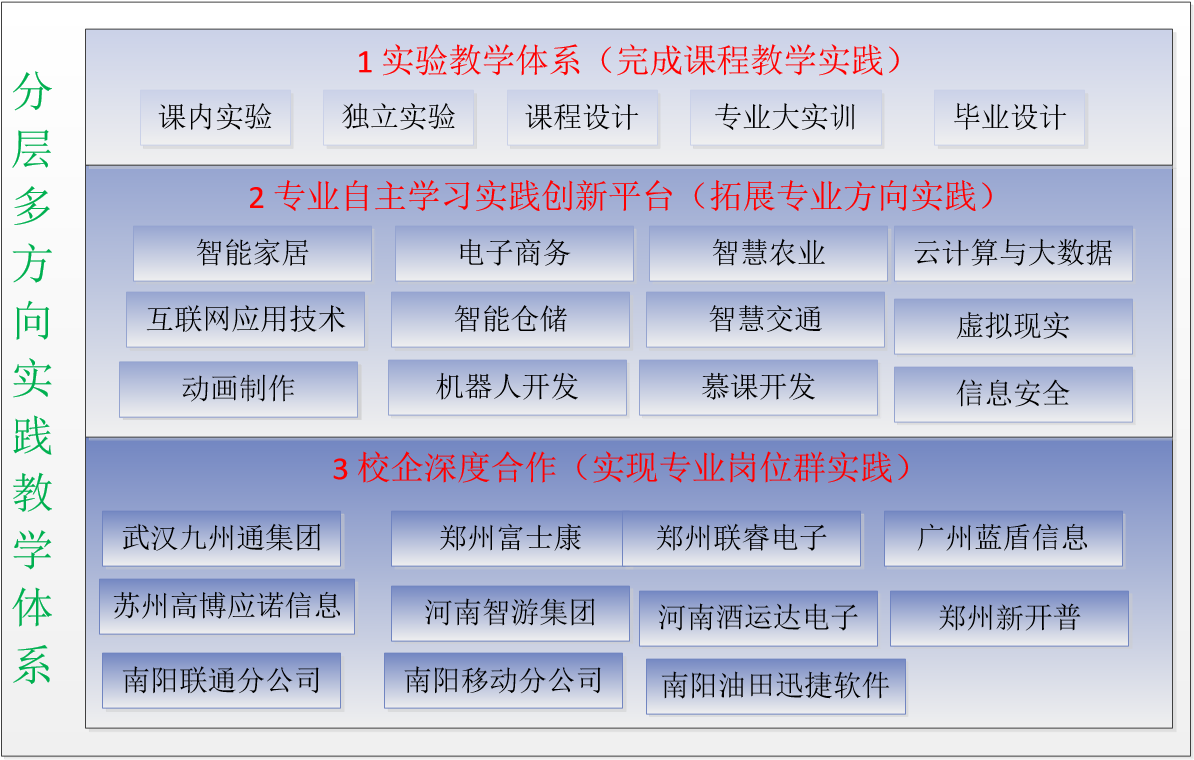 分层多方向实践教学体系
1 实验教学体系（完成课程教学实践）
课内实验
独立实验
课程设计
专业大实训
毕业设计
2 专业自主学习实践创新平台（拓展专业方向实践）
智能家居
电子商务
智慧农业
云计算与大数据
互联网应用技术
智能仓储
智慧交通
虚拟现实
动画制作
机器人开发
慕课开发
信息安全
3 校企深度合作（实现专业岗位群实践）
武汉九州通集团
郑州富士康
郑州联睿电子
广州蓝盾信息
苏州高博应诺信息
河南智游集团
河南酒运达电子
郑州新开普
南阳联通分公司
南阳移动分公司
南阳油田迅捷软件